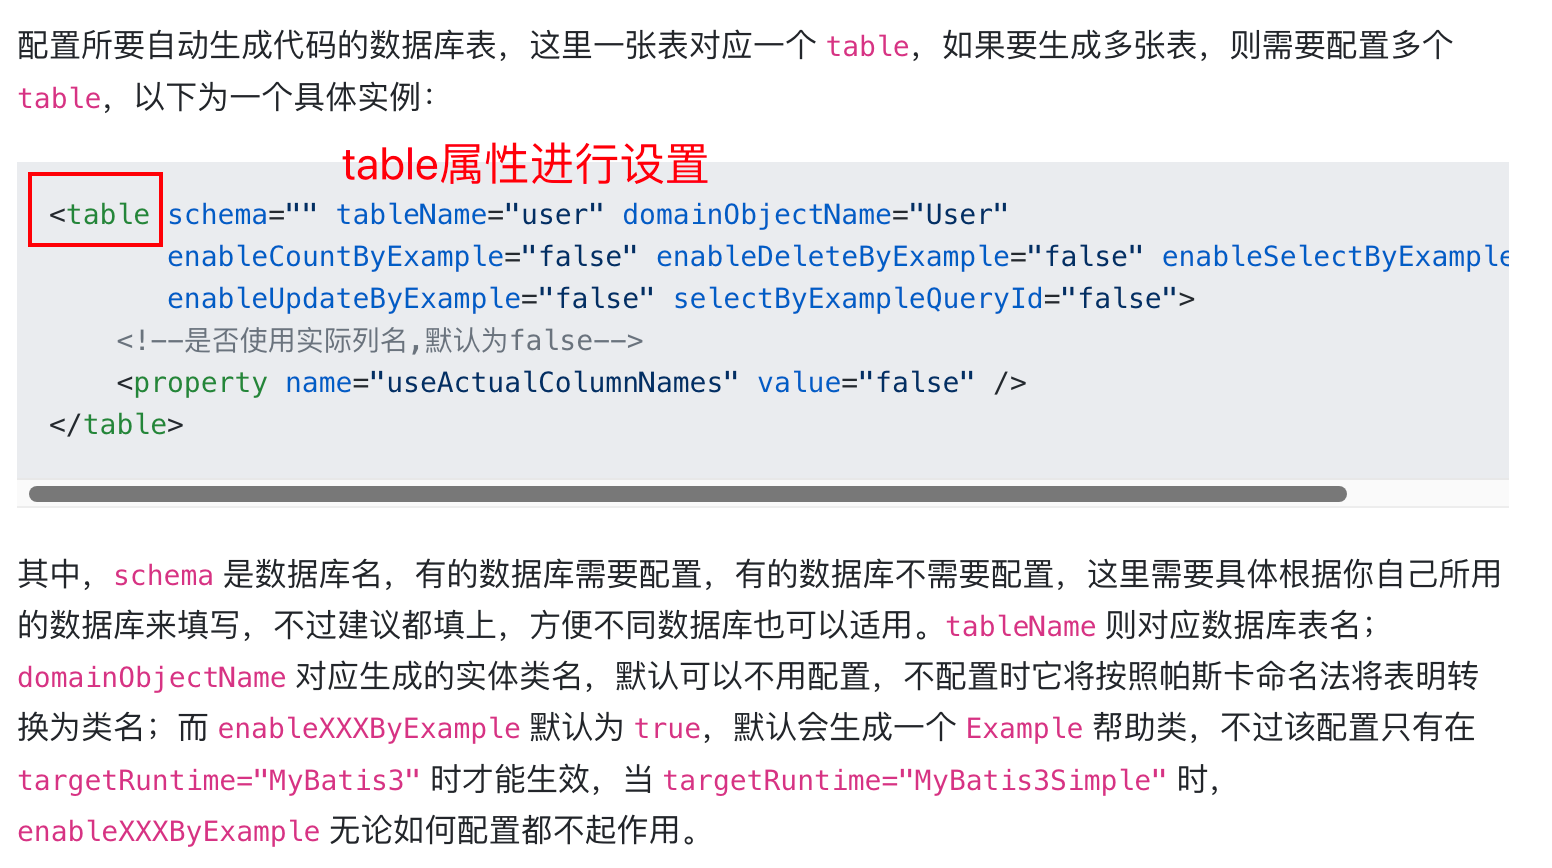 配置所要自动生成代码的数据库表，这里一张表对应一个 table，如果要生成多张表，则需要配置多个
table，以下为一个具体实例：
table属性进行设置
<table schema="" tableName="user" domainObjectName="User"
enableCountByExample="false" enableDeleteByExample="false" enableSelectByExample
enableUpdateByExample="false" selectByExampleQueryId="false">
<!--是否使用实际列名,默认为false-->
<property name="useActualColumnNames" value="false" />
</table>
其中，schema 是数据库名，有的数据库需要配置，有的数据库不需要配置，这里需要具体根据你自己所用
的数据库来填写，不过建议都填上，方便不同数据库也可以适用。tableName 则对应数据库表名；
domainObjectName 对应生成的实体类名，默认可以不用配置，不配置时它将按照帕斯卡命名法将表明转
换为类名；而 enableXXXByExample 默认为 true，默认会生成一个 Example 帮助类，不过该配置只有在
targetRuntime="MyBatis3" 时才能生效，当 targetRuntime="MyBatis3Simple" 时，
enableXXXByExample 无论如何配置都不起作用。